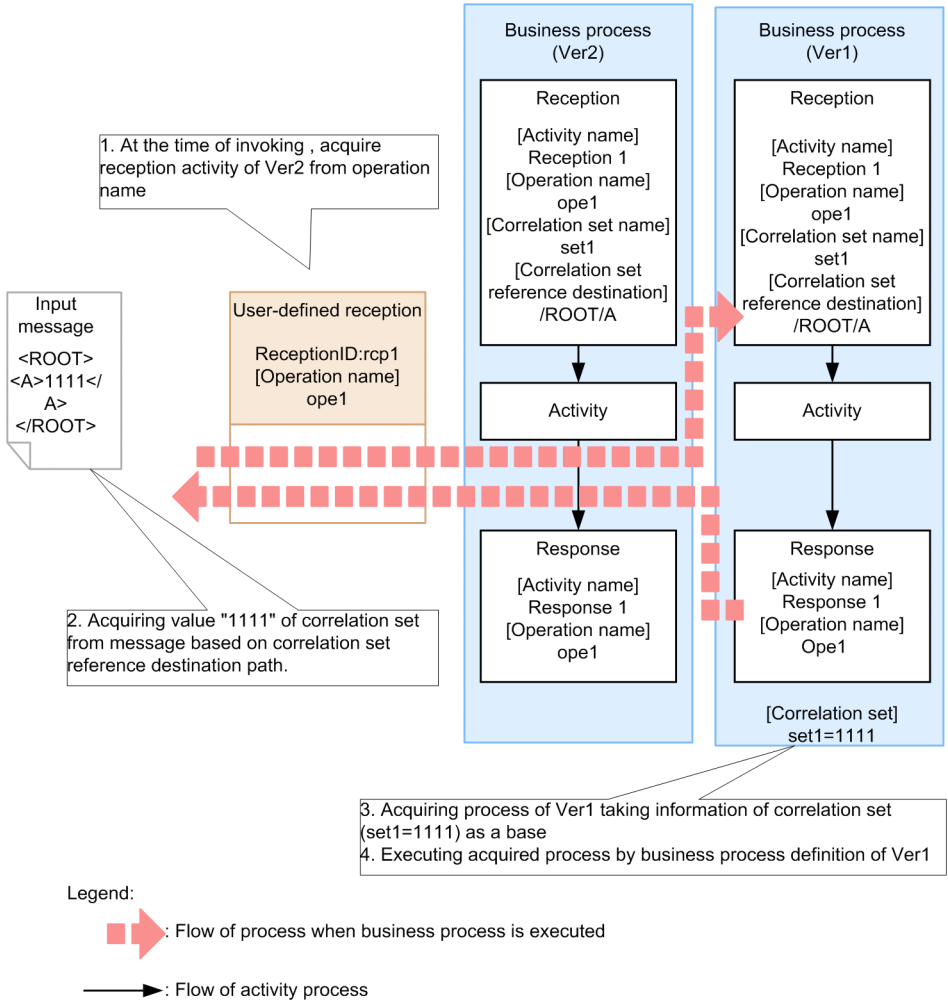 Business process
(Ver2)
Reception
[Activity name]
Reception 1
[Operation name]
ope1
[Correlation set name]
set1
[Correlation set
reference destination]
/ROOT/A
Activity
Response
[Activity name]
Response 1
[Operation name]
ope1
Business process
(Ver1)
Reception
[Activity name]
Reception 1
[Operation name]
ope1
[Correlation set name]
set1
[Correlation set
reference destination]
/ROOT/A
Activity
Response
[Activity name]
Response 1
[Operation name]
Ope1
[Correlation set]
set1=1111
1. At the time of invoking , acquire
reception activity of Ver2 from operation
name
Input
message
<ROOT>
<A>1111</
A>
</ROOT>
User-defined reception
ReceptionID:rcp1
[Operation name]
ope1
2. Acquiring value "1111" of correlation set
from message based on correlation set
reference destination path.
3. Acquiring process of Ver1 taking information of correlation set
(set1=1111) as a base
4. Executing acquired process by business process definition of Ver1
Legend:
: Flow of process when business process is executed
: Flow of activity process